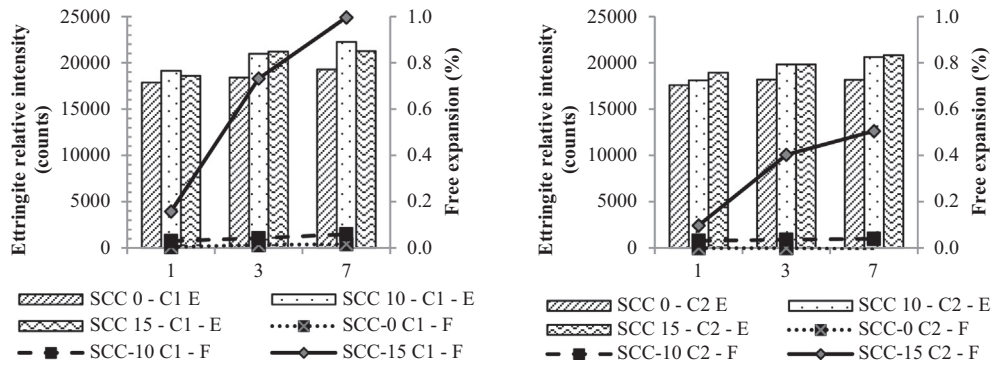 Ettringite relative intensity
(counts)
25000
20000
15000
10000
5000
0
1.0
0.8
0.6
0.4
0.2
0.0
Free expansion (%)
1 3 7
SCC 0 - C1 E
SCC 10 - C1 - E
SCC 15 - C1 - E
SCC-0 C1 - F
SCC-10 C1 - F
SCC-15 C1 - F
Ettringite relative intensity
(counts)
25000
20000
15000
10000
5000
0
1.0
0.8
0.6
0.4
0.2
0.0
Free expansion (%)
1 3 7
SCC 0 - C2 E
SCC 10 - C2 - E
SCC 15 - C2 - E
SCC-0 C2 - F
SCC-10 C2 - F
SCC-15 C2 - F